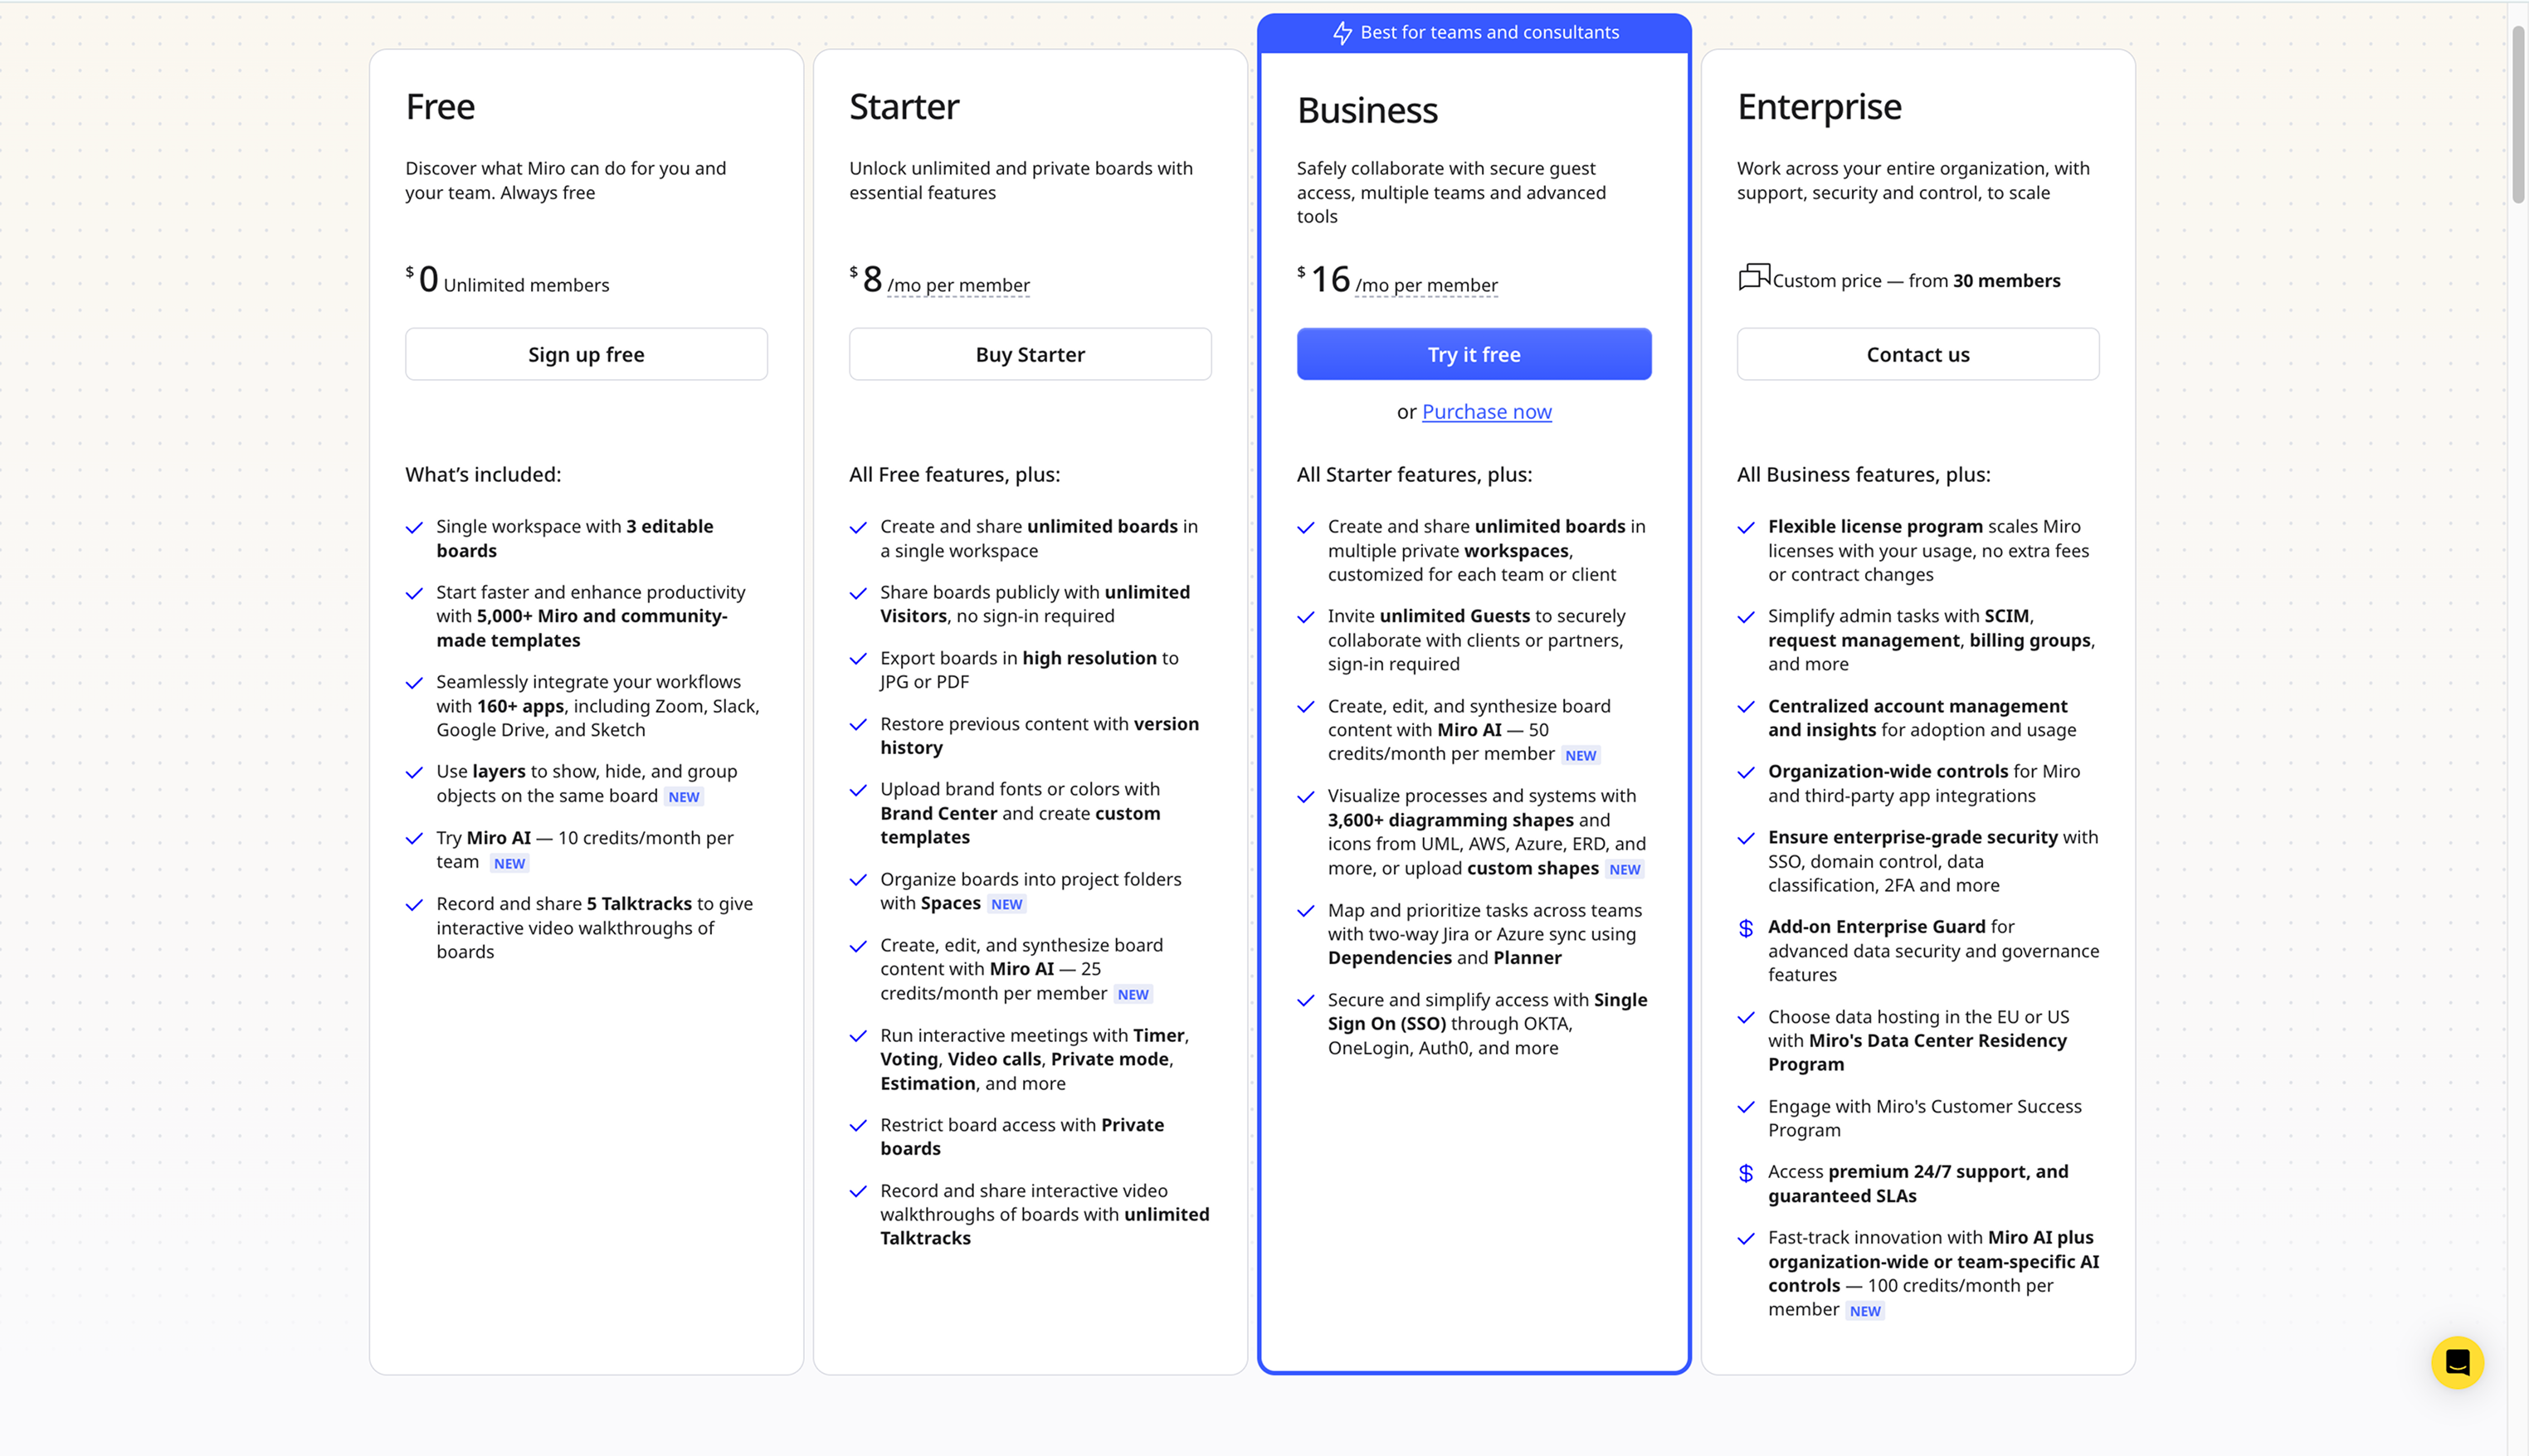 Free
Discover what Miro can do for you and
your team. Always free
$ 0 Unlimited members
Sign up free
What’s included:
Single workspace with 3 editable
boards
Start faster and enhance productivity
with 5,000+ Miro and community-
made templates
Seamlessly integrate your workflows
with 160+ apps, including Zoom, Slack,
Google Drive, and Sketch
Use layers to show, hide, and group
objects on the same board NEW
Try Miro AI — 10 credits/month per
team NEW
Record and share 5 Talktracks to give
interactive video walkthroughs of
boards
Starter
Unlock unlimited and private boards with
essential features
$ 8 /mo per member
Buy Starter
All Free features, plus:
Create and share unlimited boards in
a single workspace
Share boards publicly with unlimited
Visitors, no sign-in required
Export boards in high resolution to
JPG or PDF
Restore previous content with version
history
Upload brand fonts or colors with
Brand Center and create custom
templates
Organize boards into project folders
with Spaces NEW
Create, edit, and synthesize board
content with Miro AI — 25
credits/month per member NEW
Run interactive meetings with Timer,
Voting, Video calls, Private mode,
Estimation, and more
Restrict board access with Private
boards
Record and share interactive video
walkthroughs of boards with unlimited
Talktracks
Best for teams and consultants
Business
Safely collaborate with secure guest
access, multiple teams and advanced
tools
$ 16 /mo per member
Try it free
or Purchase now
All Starter features, plus:
Create and share unlimited boards in
multiple private workspaces,
customized for each team or client
Invite unlimited Guests to securely
collaborate with clients or partners,
sign-in required
Create, edit, and synthesize board
content with Miro AI — 50
credits/month per member NEW
Visualize processes and systems with
3,600+ diagramming shapes and
icons from UML, AWS, Azure, ERD, and
more, or upload custom shapes NEW
Map and prioritize tasks across teams
with two-way Jira or Azure sync using
Dependencies and Planner
Secure and simplify access with Single
Sign On (SSO) through OKTA,
OneLogin, Auth0, and more
Enterprise
Work across your entire organization, with
support, security and control, to scale
Custom price — from 30 members
Contact us
All Business features, plus:
Flexible license program scales Miro
licenses with your usage, no extra fees
or contract changes
Simplify admin tasks with SCIM,
request management, billing groups,
and more
Centralized account management
and insights for adoption and usage
Organization-wide controls for Miro
and third-party app integrations
Ensure enterprise-grade security with
SSO, domain control, data
classification, 2FA and more
$ Add-on Enterprise Guard for
advanced data security and governance
features
Choose data hosting in the EU or US
with Miro's Data Center Residency
Program
Engage with Miro's Customer Success
Program
$ Access premium 24/7 support, and
guaranteed SLAs
Fast-track innovation with Miro AI plus
organization-wide or team-specific AI
controls — 100 credits/month per
member NEW